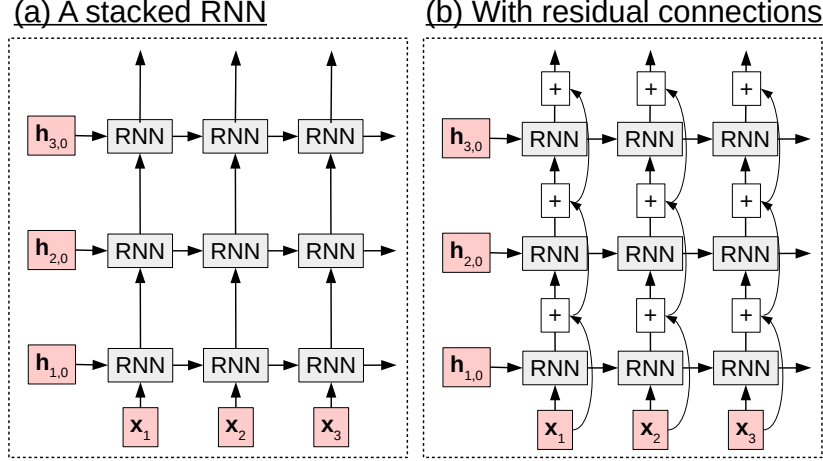 (a) A stacked RNN
h3,0 RNN RNN RNN
h2,0 RNN RNN RNN
h1,0 RNN RNN RNN
x1 x2 x3
(b) With residual connections
+ + +
h3,0 RNN RNN RNN
+ + +
h2,0 RNN RNN RNN
+ + +
h1,0 RNN RNN RNN
x1 x2 x3